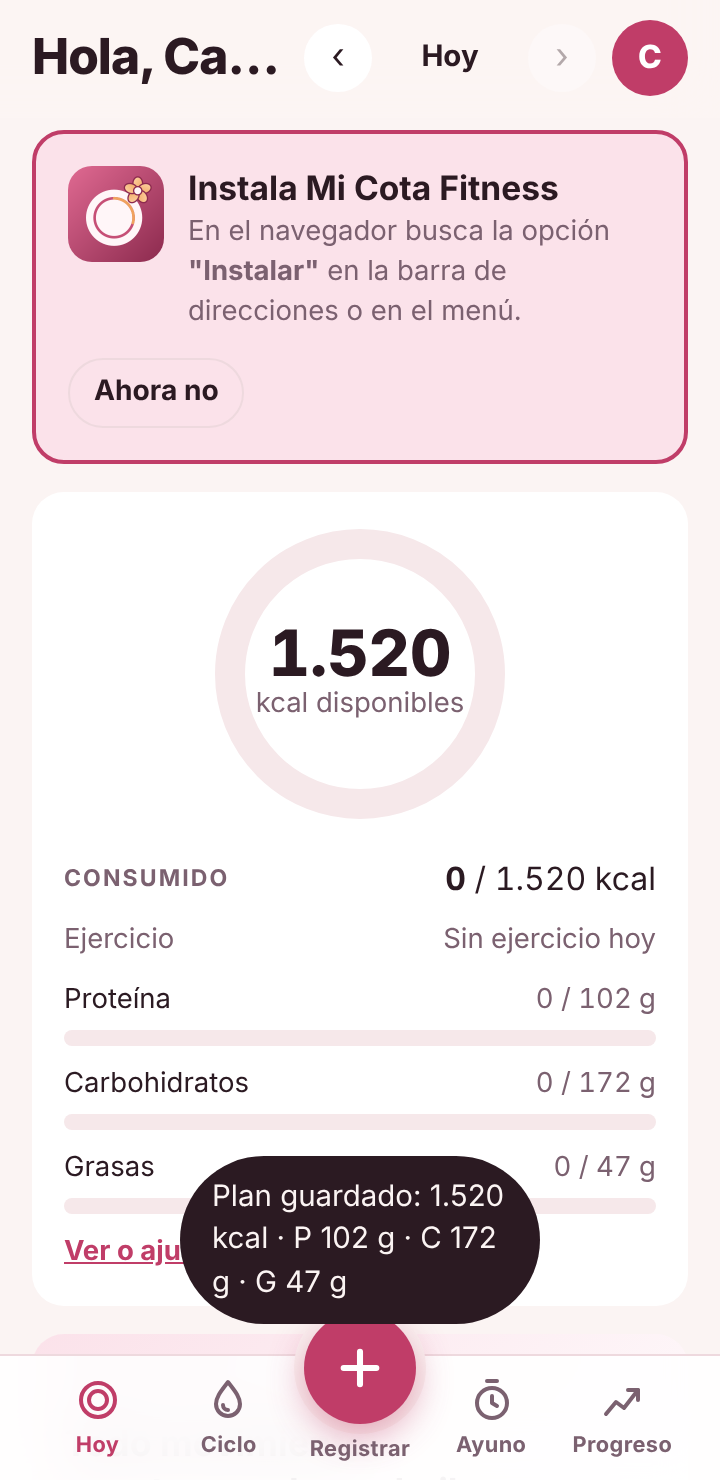 Hola, Ca...
‹
Hoy
›
C
Instala Mi Cota Fitness
En el navegador busca la opción
"Instalar" en la barra de
direcciones o en el menú.
Ahora no
1.520
kcal disponibles
CONSUMIDO
0 / 1.520 kcal
Ejercicio
Sin ejercicio hoy
Proteína
0 / 102 g
Carbohidratos
0 / 172 g
Grasas
0 / 47 g
Plan guardado: 1.520
kcal · P 102 g · C 172
g · G 47 g
Ver o aju
Hoy
Ciclo
Registrar
Ayuno
Progreso